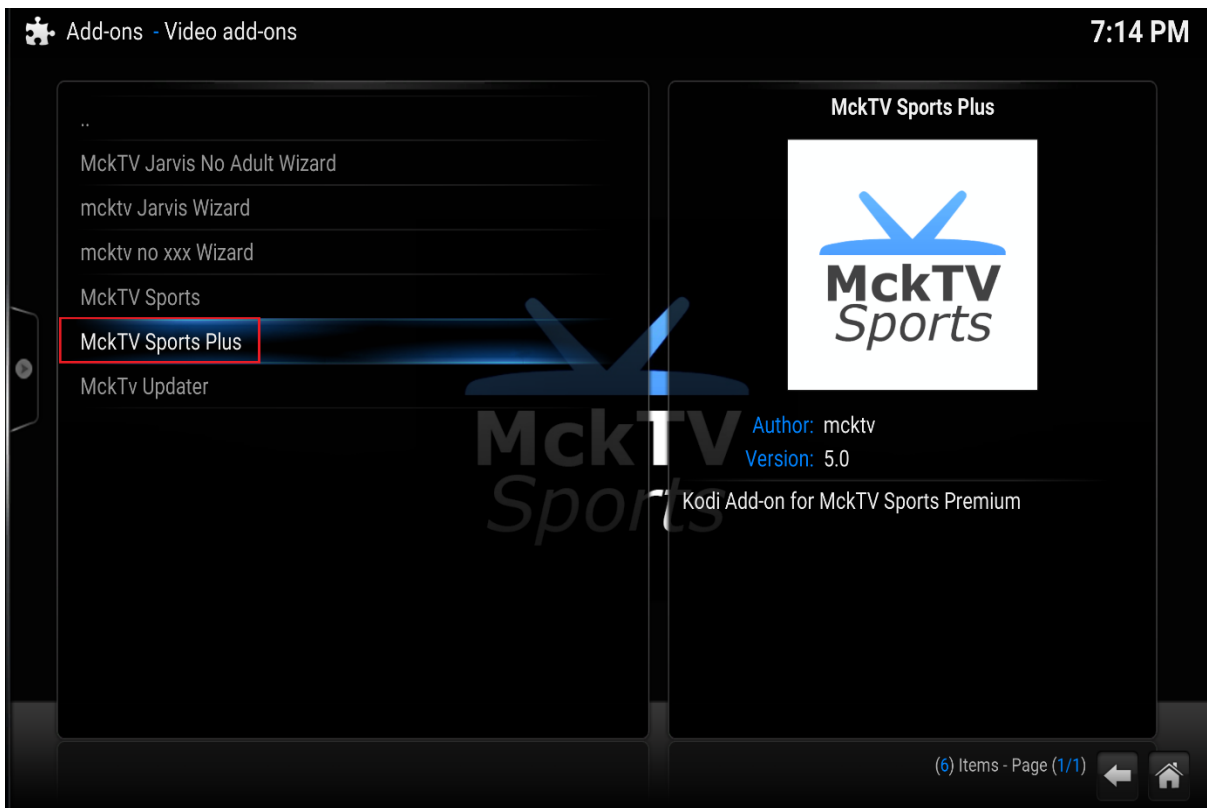 Add-ons - Video add-ons
7:14 PM
..
MckTV Jarvis No Adult Wizard
mcktv Jarvis Wizard
mcktv no xxx Wizard
MckTV Sports
MckTV Sports Plus
MckTv Updater
MckTV Sports Plus
MckTV
Sports
Author: mcktv
Version: 5.0
Kodi Add-on for MckTV Sports Premium
MckTV
Sports
(6) Items - Page (1/1)